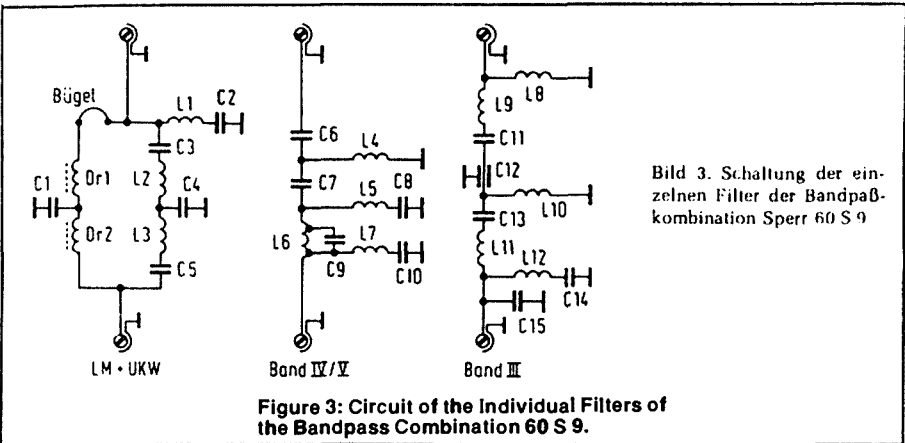 Büget
L1
C2
C3
C1
Dr1
L2
C4
Dr2
L3
C5
LM + UKW
C6
L4
C7
L5
C8
L6
L7
C9
C10
Band IV/V
L8
L9
C11
C12
L10
C13
L11
L12
C14
C15
Band III
Bild 3. Schaltung der ein-
zelnen Filter der Bandpaß-
kombination Sperr 60 S 9
Figure 3: Circuit of the Individual Filters of
the Bandpass Combination 60 S 9.